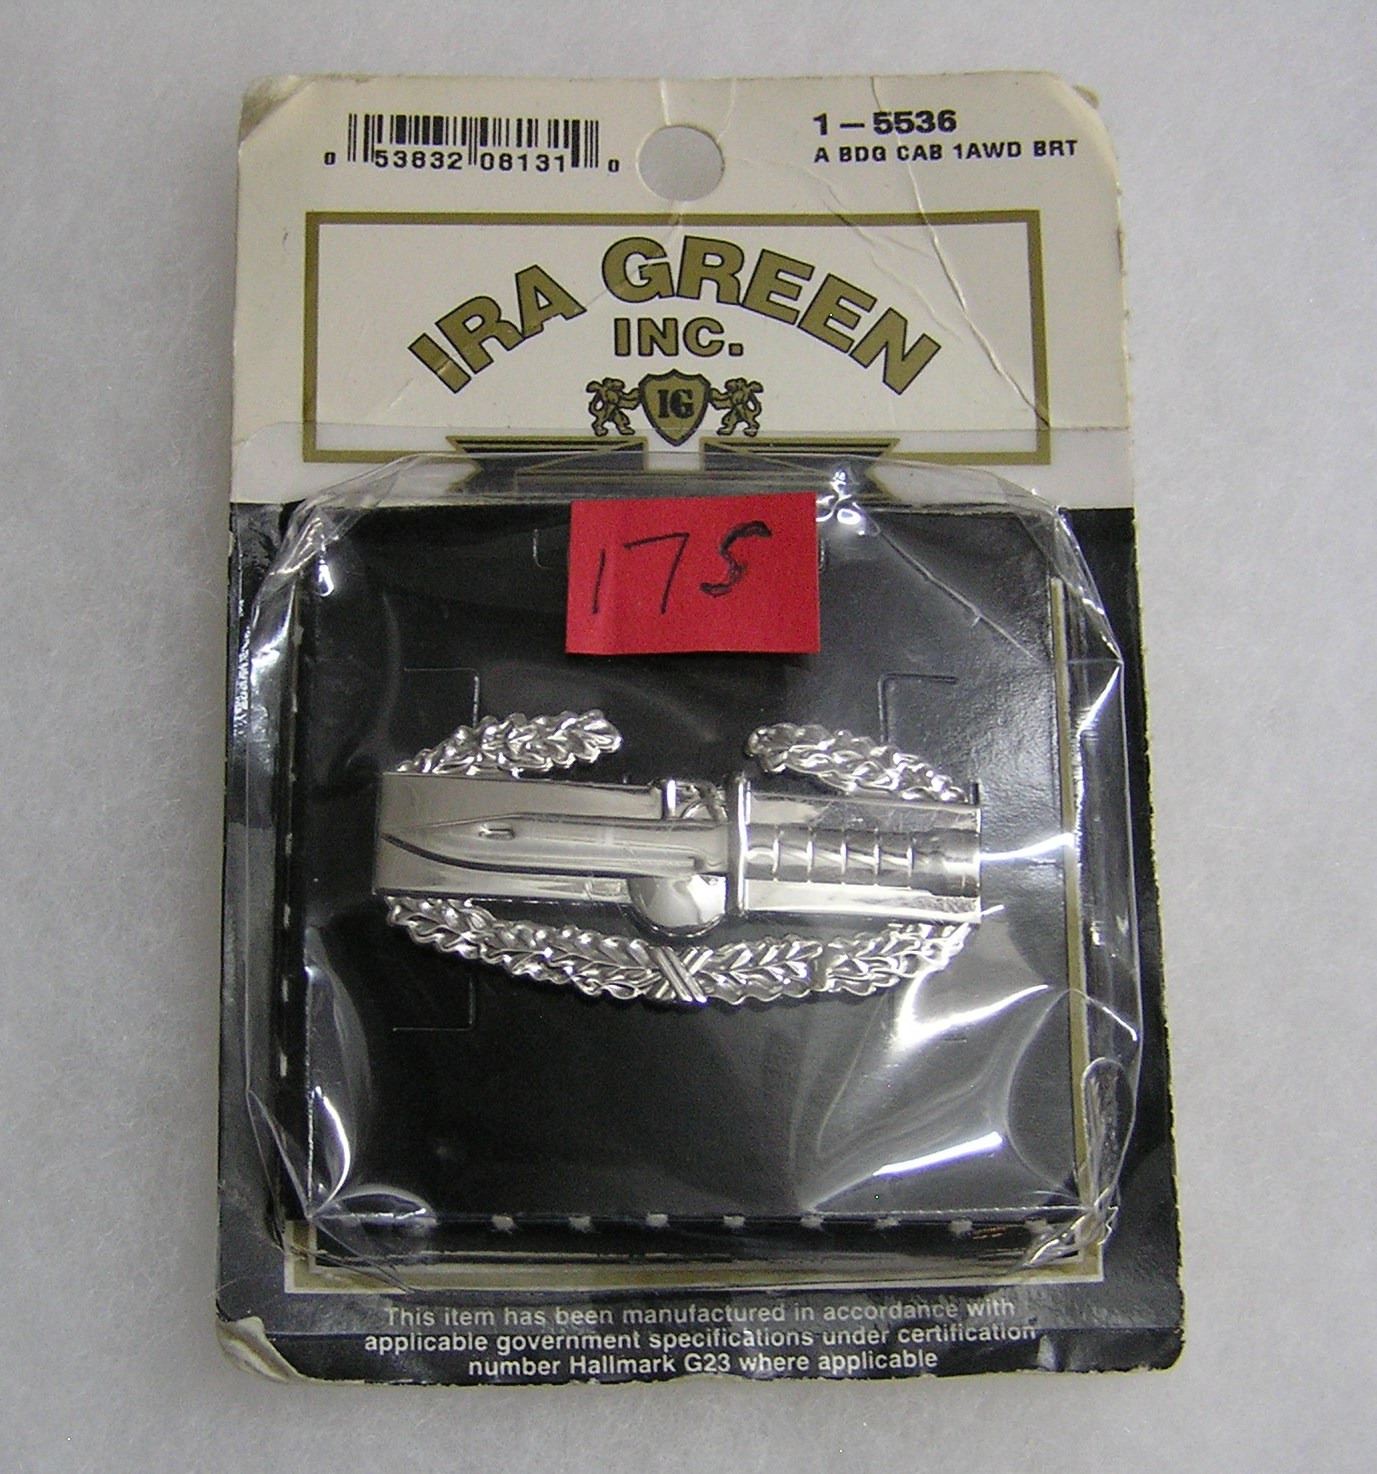 0 53832 08131 0
1-5536
A BDG CAB 1AWD BRT
IRA GREEN
INC.
IG
175
This item has been manufactured in accordance with
applicable government specifications under certification
number Hallmark G23 where applicable